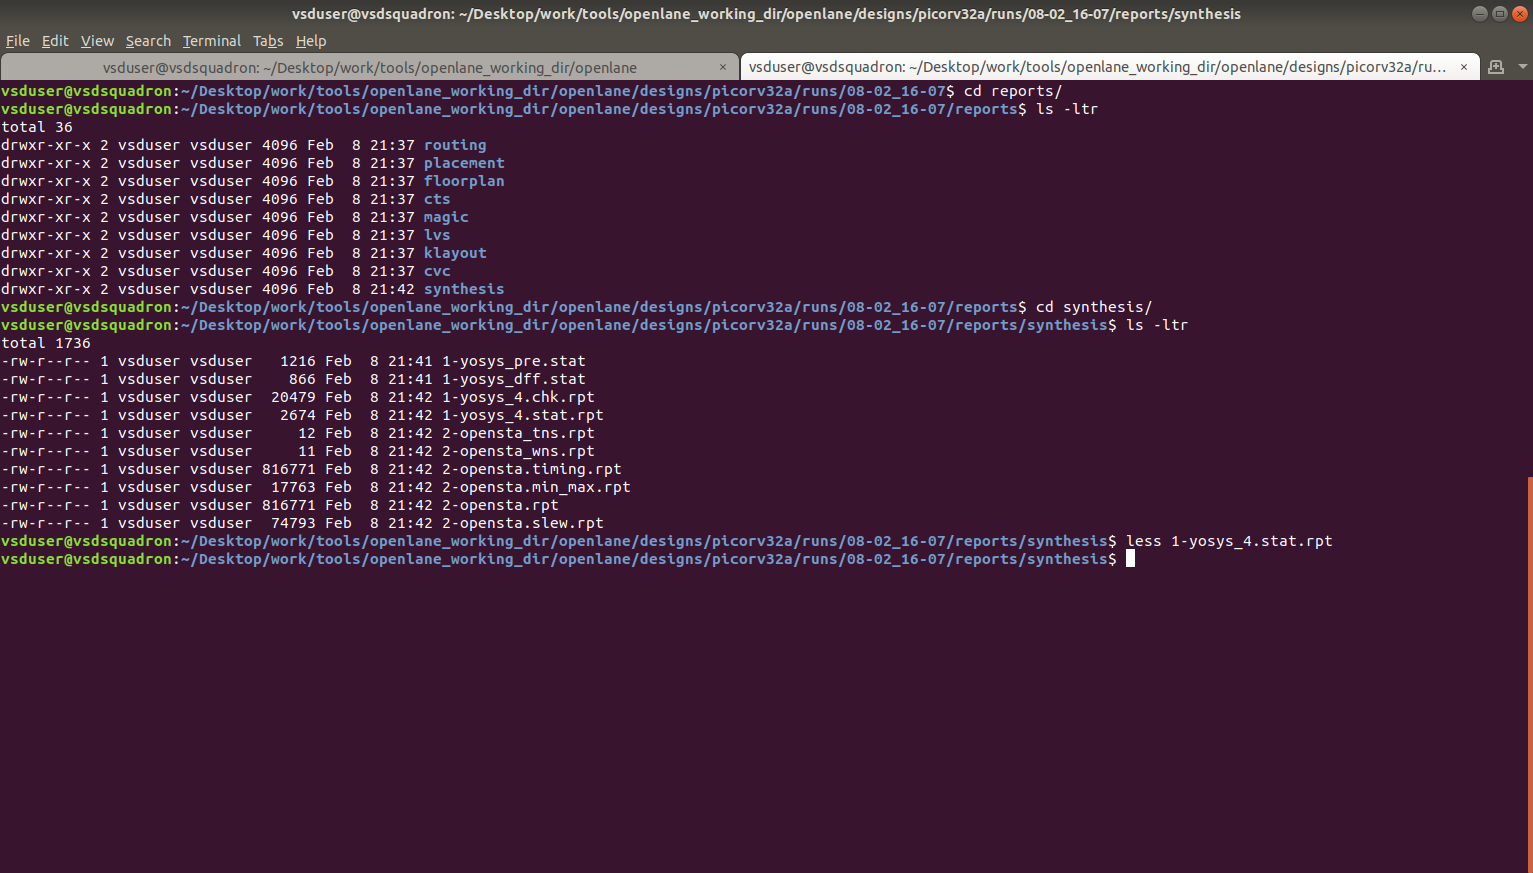 vsduser@vsdsquadron: ~/Desktop/work/tools/openlane_working_dir/openlane/designs/picorv32a/runs/08-02_16-07/reports/synthesis
File Edit View Search Terminal Tabs Help
vsduser@vsdsquadron: ~/Desktop/work/tools/openlane_working_dir/openlane × vsduser@vsdsquadron: ~/Desktop/work/tools/openlane_working_dir/openlane/designs/picorv32a/ru... ×
vsduser@vsdsquadron:~/Desktop/work/tools/openlane_working_dir/openlane/designs/picorv32a/runs/08-02_16-07$ cd reports/
vsduser@vsdsquadron:~/Desktop/work/tools/openlane_working_dir/openlane/designs/picorv32a/runs/08-02_16-07/reports$ ls -ltr
total 36
drwxr-xr-x 2 vsduser vsduser 4096 Feb  8 21:37 routing
drwxr-xr-x 2 vsduser vsduser 4096 Feb  8 21:37 placement
drwxr-xr-x 2 vsduser vsduser 4096 Feb  8 21:37 floorplan
drwxr-xr-x 2 vsduser vsduser 4096 Feb  8 21:37 cts
drwxr-xr-x 2 vsduser vsduser 4096 Feb  8 21:37 magic
drwxr-xr-x 2 vsduser vsduser 4096 Feb  8 21:37 lvs
drwxr-xr-x 2 vsduser vsduser 4096 Feb  8 21:37 klayout
drwxr-xr-x 2 vsduser vsduser 4096 Feb  8 21:37 cvc
drwxr-xr-x 2 vsduser vsduser 4096 Feb  8 21:42 synthesis
vsduser@vsdsquadron:~/Desktop/work/tools/openlane_working_dir/openlane/designs/picorv32a/runs/08-02_16-07/reports$ cd synthesis/
vsduser@vsdsquadron:~/Desktop/work/tools/openlane_working_dir/openlane/designs/picorv32a/runs/08-02_16-07/reports/synthesis$ ls -ltr
total 1736
-rw-r--r-- 1 vsduser vsduser   1216 Feb  8 21:41 1-yosys_pre.stat
-rw-r--r-- 1 vsduser vsduser    866 Feb  8 21:41 1-yosys_dff.stat
-rw-r--r-- 1 vsduser vsduser  20479 Feb  8 21:42 1-yosys_4.chk.rpt
-rw-r--r-- 1 vsduser vsduser   2674 Feb  8 21:42 1-yosys_4.stat.rpt
-rw-r--r-- 1 vsduser vsduser     12 Feb  8 21:42 2-opensta_tns.rpt
-rw-r--r-- 1 vsduser vsduser     11 Feb  8 21:42 2-opensta_wns.rpt
-rw-r--r-- 1 vsduser vsduser 816771 Feb  8 21:42 2-opensta.timing.rpt
-rw-r--r-- 1 vsduser vsduser  17763 Feb  8 21:42 2-opensta.min_max.rpt
-rw-r--r-- 1 vsduser vsduser 816771 Feb  8 21:42 2-opensta.rpt
-rw-r--r-- 1 vsduser vsduser  74793 Feb  8 21:42 2-opensta.slew.rpt
vsduser@vsdsquadron:~/Desktop/work/tools/openlane_working_dir/openlane/designs/picorv32a/runs/08-02_16-07/reports/synthesis$ less 1-yosys_4.stat.rpt
vsduser@vsdsquadron:~/Desktop/work/tools/openlane_working_dir/openlane/designs/picorv32a/runs/08-02_16-07/reports/synthesis$